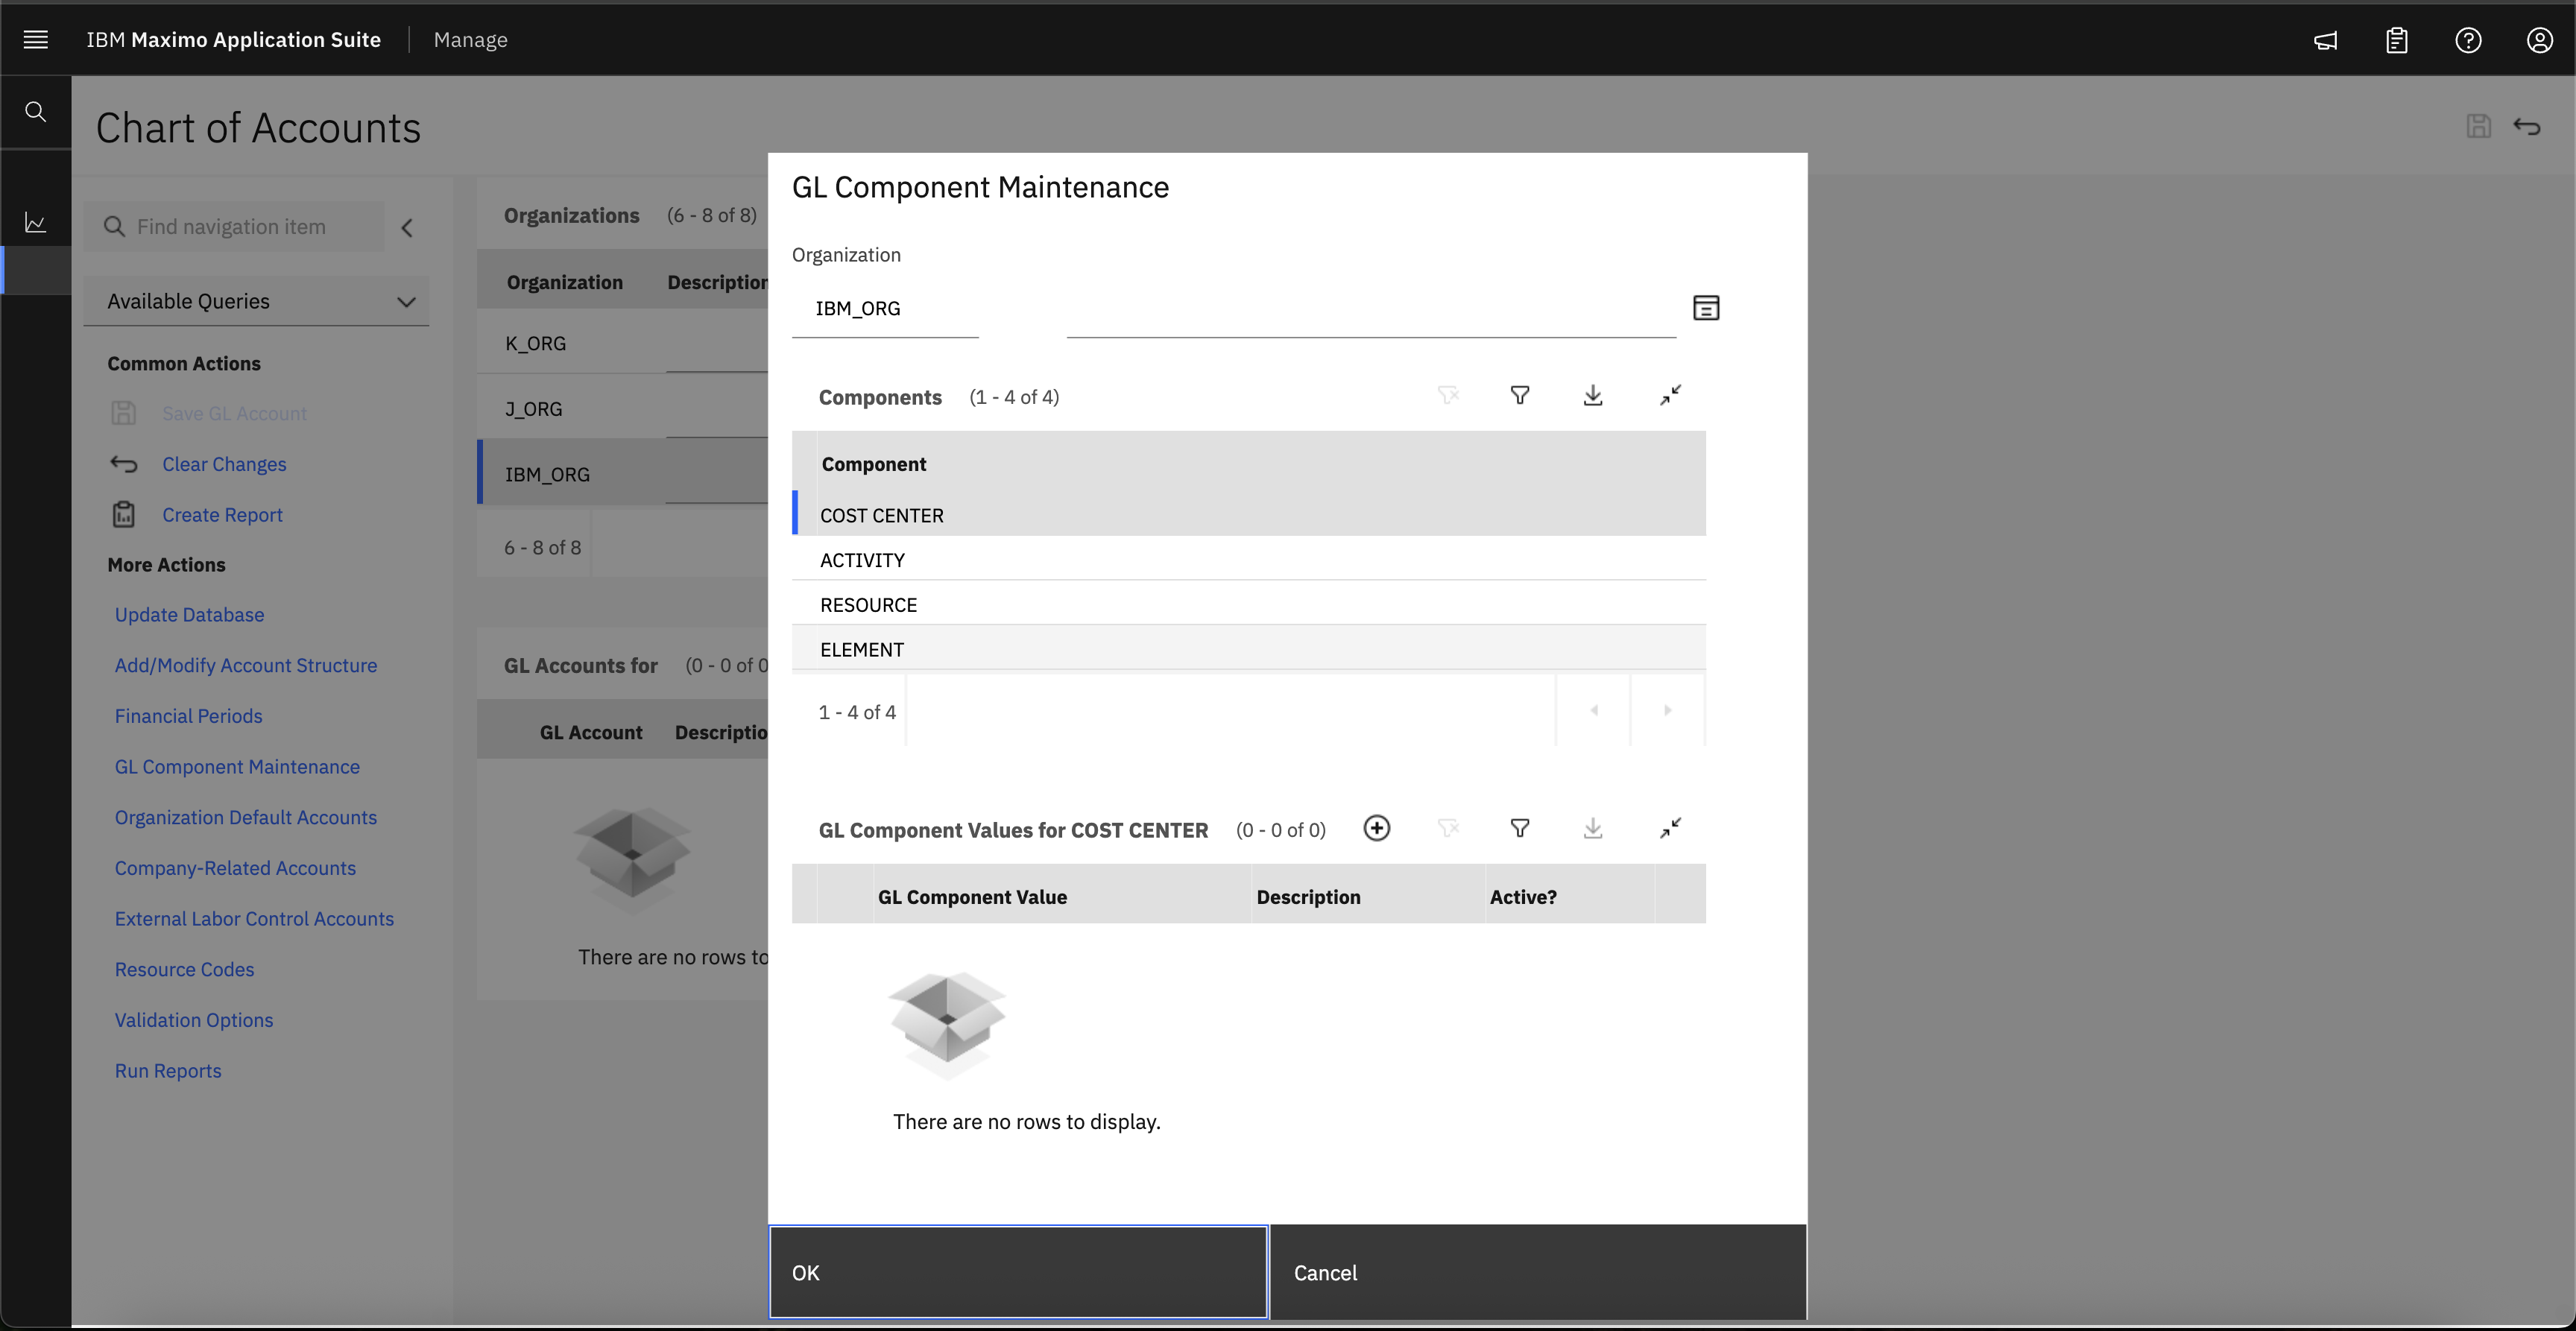 IBM Maximo Application Suite Manage
Chart of Accounts
Find navigation item
Available Queries
Common Actions
Save GL Account
Clear Changes
Create Report
More Actions
Update Database
Add/Modify Account Structure
Financial Periods
GL Component Maintenance
Organization Default Accounts
Company-Related Accounts
External Labor Control Accounts
Resource Codes
Validation Options
Run Reports
Organizations (6 - 8 of 8)
Organization Description
K_ORG
J_ORG
IBM_ORG
6 - 8 of 8
GL Accounts for (0 - 0 of 0
GL Account Descriptio
There are no rows to
GL Component Maintenance
Organization
IBM_ORG
Components (1 - 4 of 4)
Component
COST CENTER
ACTIVITY
RESOURCE
ELEMENT
1 - 4 of 4
GL Component Values for COST CENTER (0 - 0 of 0)
GL Component Value Description Active?
There are no rows to display.
OK Cancel